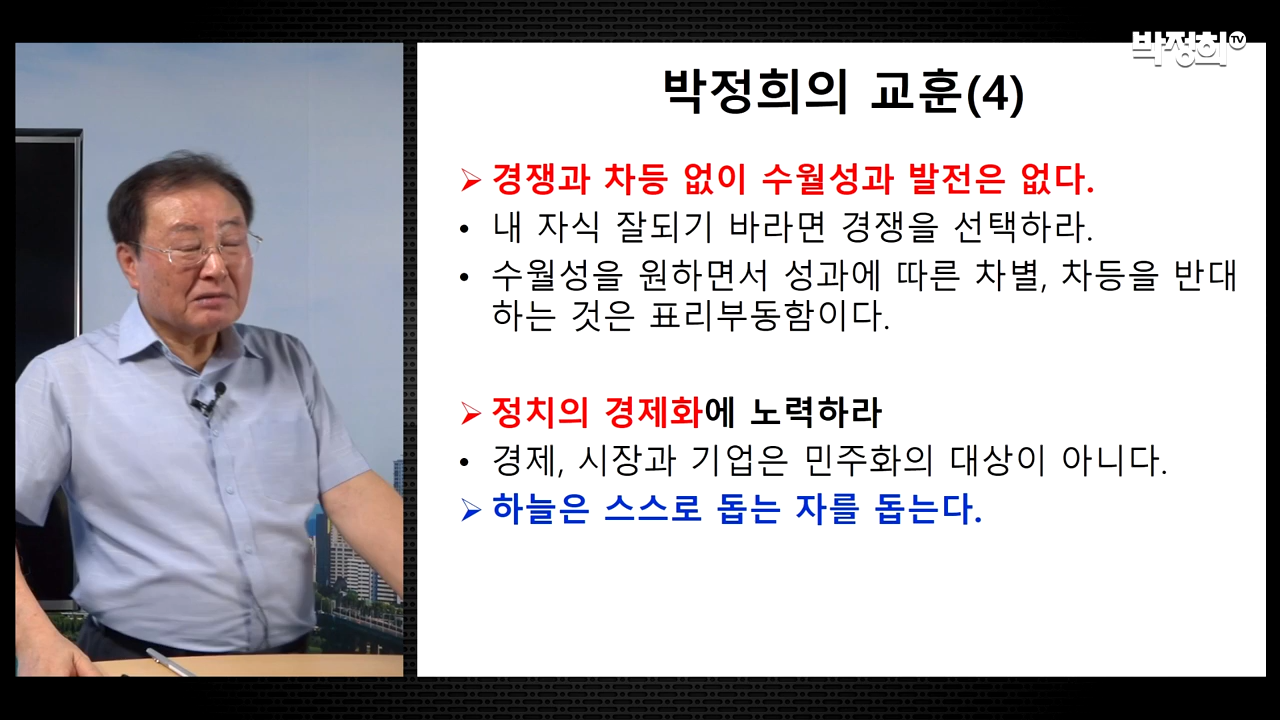 박정희TV
박정희의 교훈(4)
➢ 경쟁과 차등 없이 수월성과 발전은 없다.
• 내 자식 잘되기 바라면 경쟁을 선택하라.
• 수월성을 원하면서 성과에 따른 차별, 차등을 반대
하는 것은 표리부동함이다.
➢ 정치의 경제화에 노력하라
• 경제, 시장과 기업은 민주화의 대상이 아니다.
➢ 하늘은 스스로 돕는 자를 돕는다.